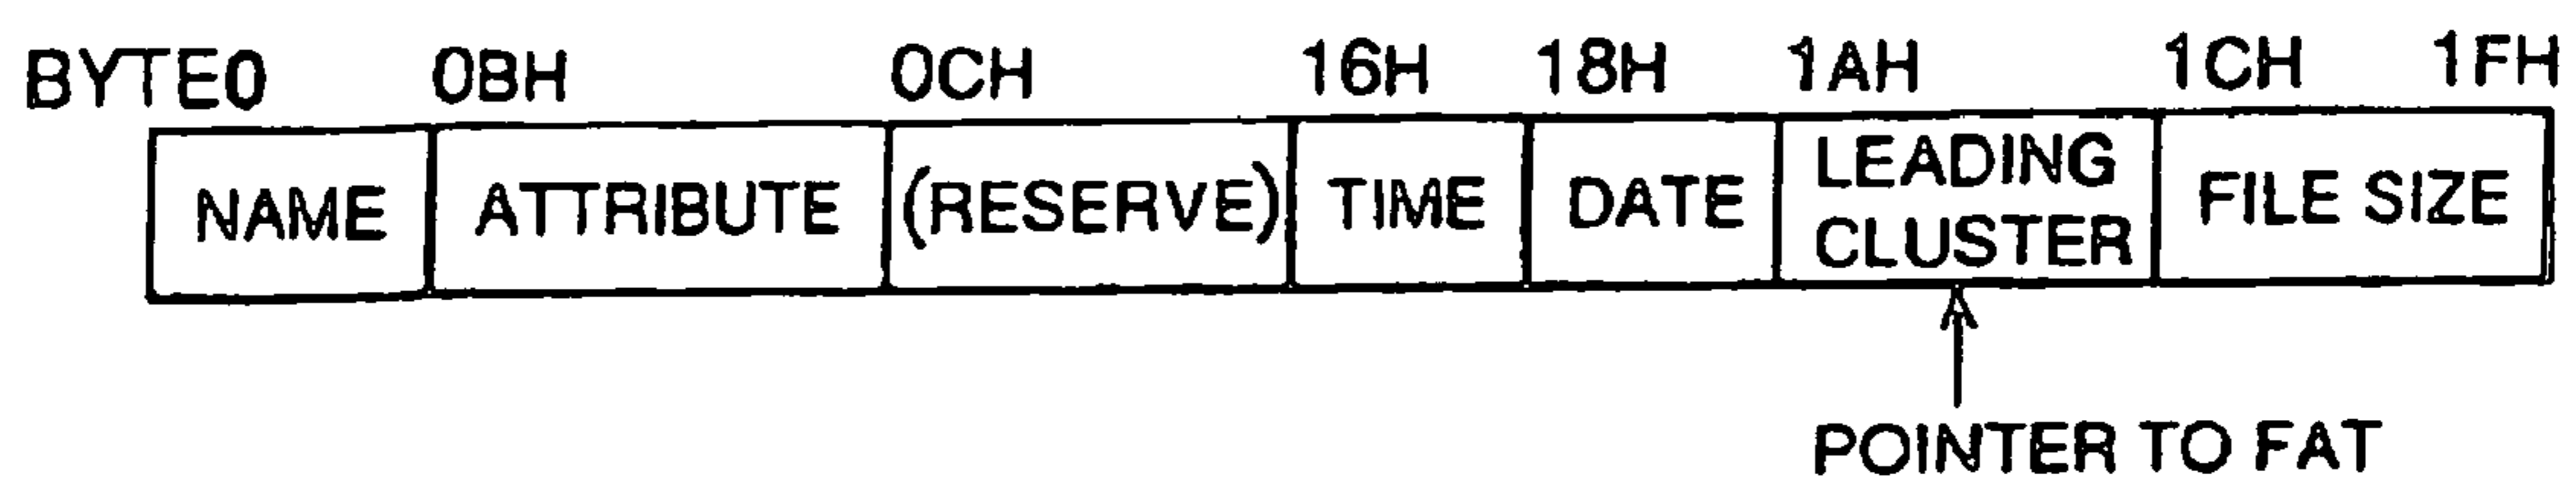 BYTE0 0BH 0CH 16H 18H 1AH 1CH 1FH
NAME ATTRIBUTE (RESERVE) TIME DATE LEADING CLUSTER FILE SIZE
POINTER TO FAT